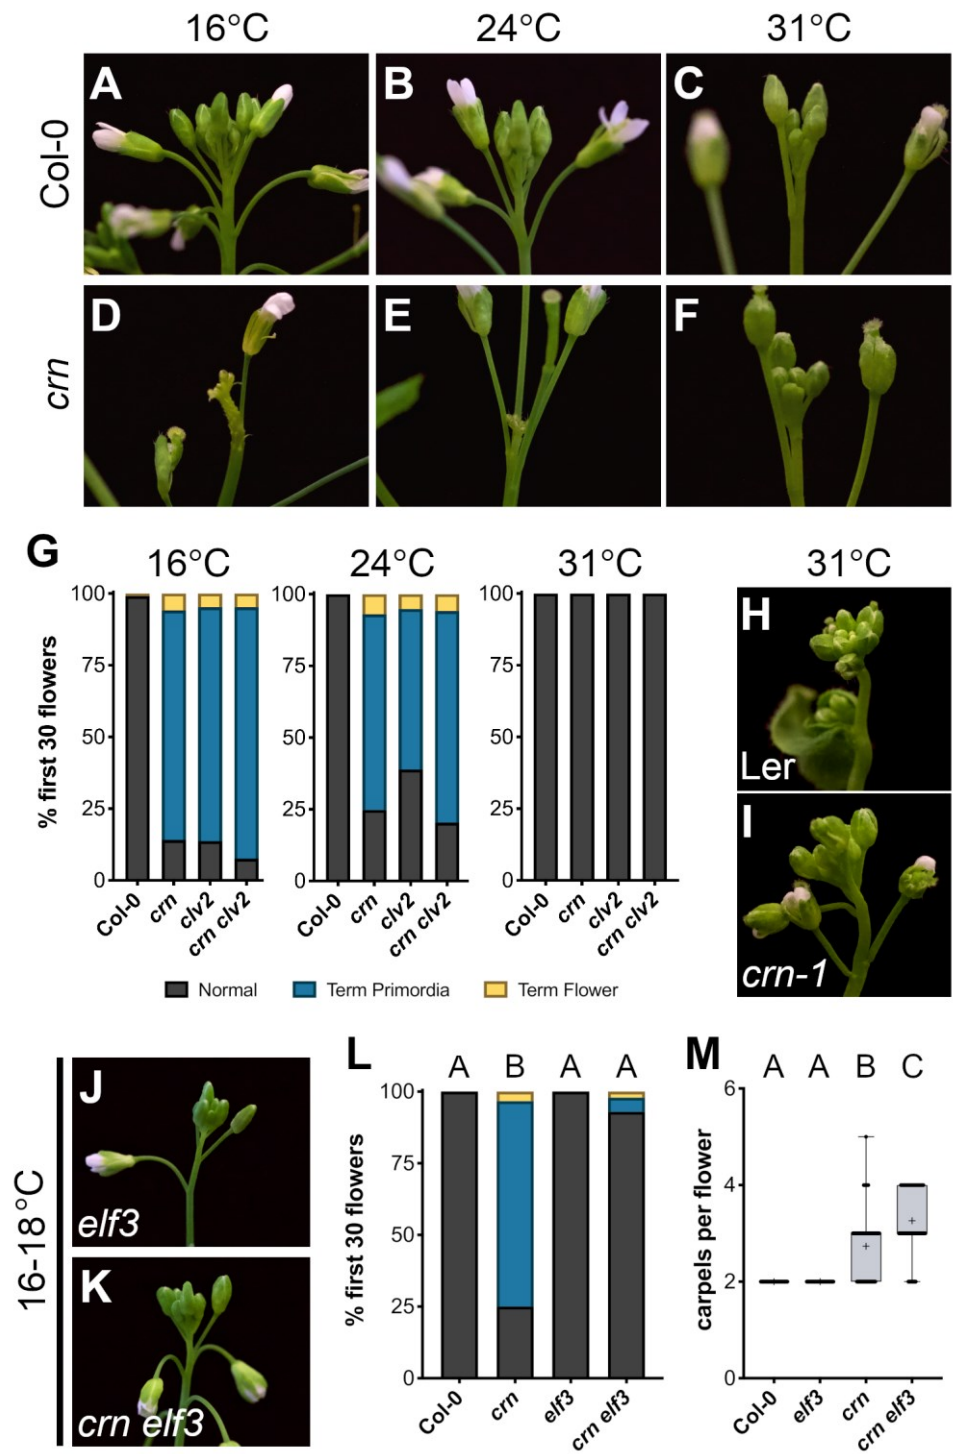 16°C 24°C 31°C
Col-0
A B C
crn
D E F
G
16°C 24°C 31°C
31°C
% first 30 flowers
100 100 100
75 75 75
50 50 50
25 25 25
0 0 0
Col-0 crn clv2 crn clv2
Col-0 crn clv2 crn clv2
Col-0 crn clv2 crn clv2
Normal Term Primordia Term Flower
H
Ler
I
crn-1
16-18°C
J
elf3
K
crn elf3
L
A B A A
% first 30 flowers
100
75
50
25
0
Col-0 crn elf3 crn elf3
M
A A B C
carpels per flower
6
4
2
0
Col-0 elf3 crn crn elf3